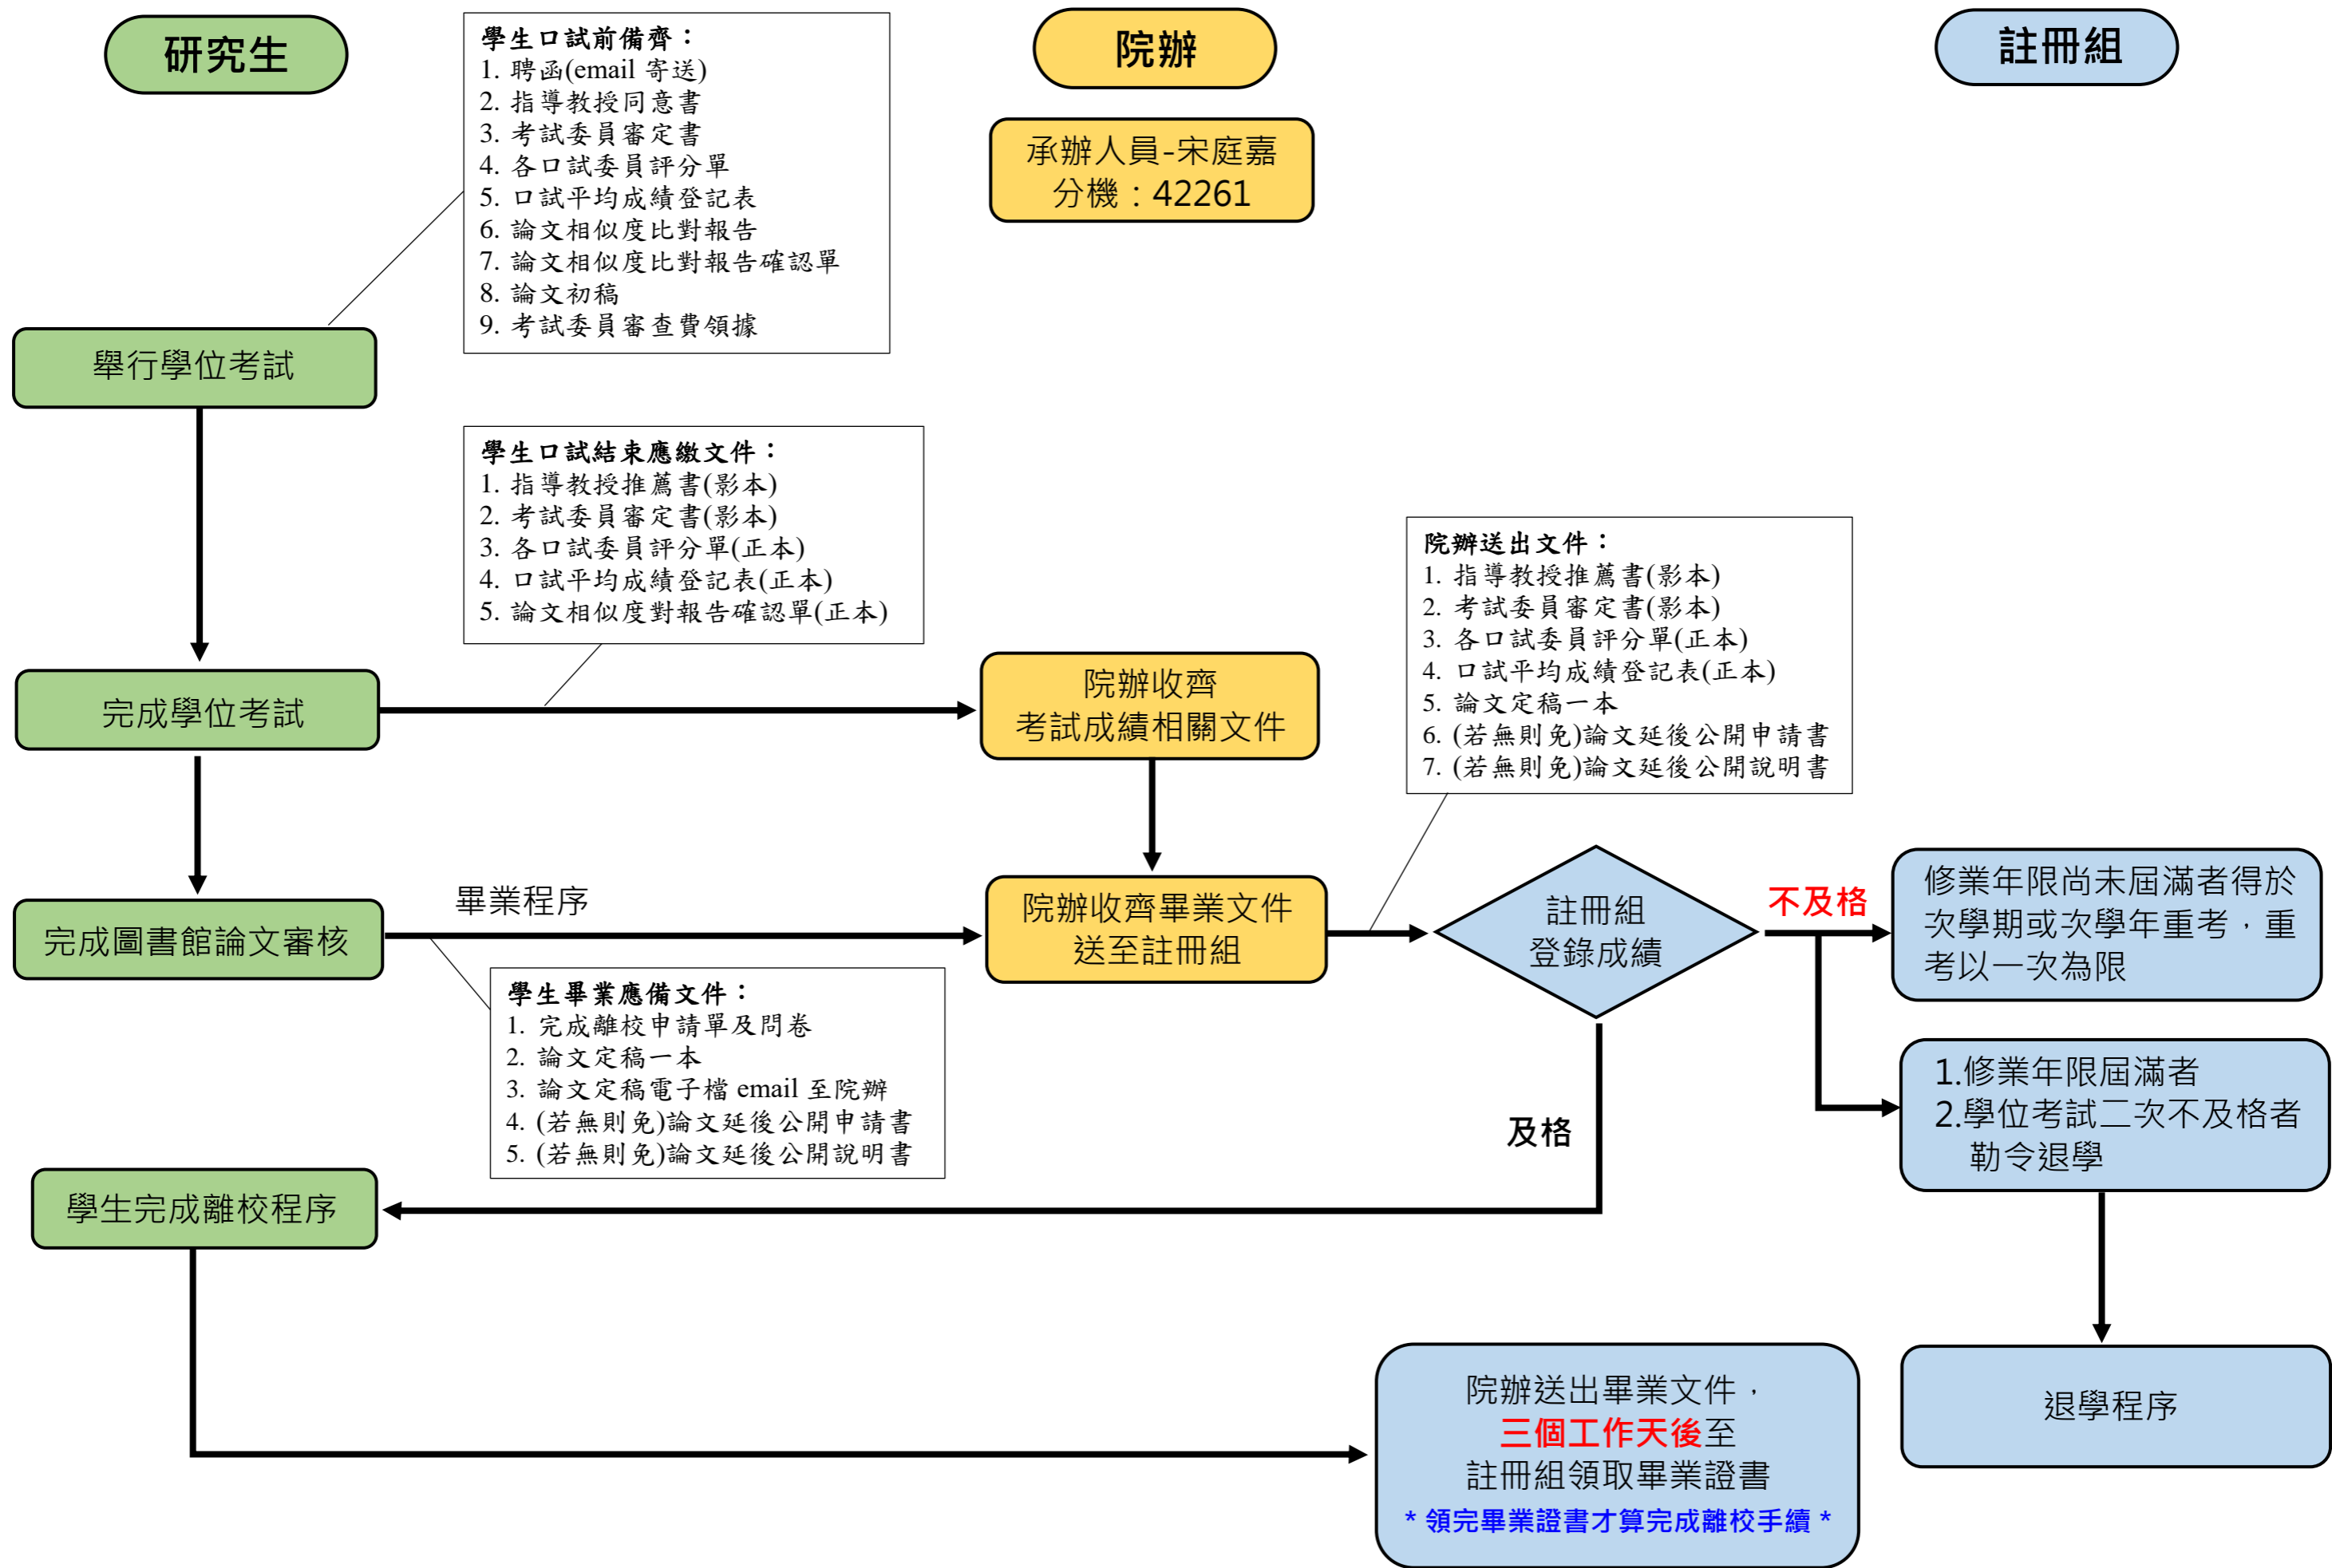 研究生
院辦
註冊組
承辦人員-宋庭嘉
分機：42261
學生口試前備齊：
1. 聘函(email 寄送)
2. 指導教授同意書
3. 考試委員審定書
4. 各口試委員評分單
5. 口試平均成績登記表
6. 論文相似度比對報告
7. 論文相似度比對報告確認單
8. 論文初稿
9. 考試委員審查費領據
舉行學位考試
學生口試結束應繳文件：
1. 指導教授推薦書(影本)
2. 考試委員審定書(影本)
3. 各口試委員評分單(正本)
4. 口試平均成績登記表(正本)
5. 論文相似度對報告確認單(正本)
完成學位考試
院辦收齊
考試成績相關文件
院辦送出文件：
1. 指導教授推薦書(影本)
2. 考試委員審定書(影本)
3. 各口試委員評分單(正本)
4. 口試平均成績登記表(正本)
5. 論文定稿一本
6. (若無則免)論文延後公開申請書
7. (若無則免)論文延後公開說明書
完成圖書館論文審核
畢業程序
院辦收齊畢業文件
送至註冊組
註冊組
登錄成績
不及格
修業年限尚未屆滿者得於
次學期或次學年重考，重
考以一次為限
學生畢業應備文件：
1. 完成離校申請單及問卷
2. 論文定稿一本
3. 論文定稿電子檔 email 至院辦
4. (若無則免)論文延後公開申請書
5. (若無則免)論文延後公開說明書
及格
1.修業年限屆滿者
2.學位考試二次不及格者
勒令退學
學生完成離校程序
院辦送出畢業文件，
三個工作天後至
註冊組領取畢業證書
* 領完畢業證書才算完成離校手續 *
退學程序